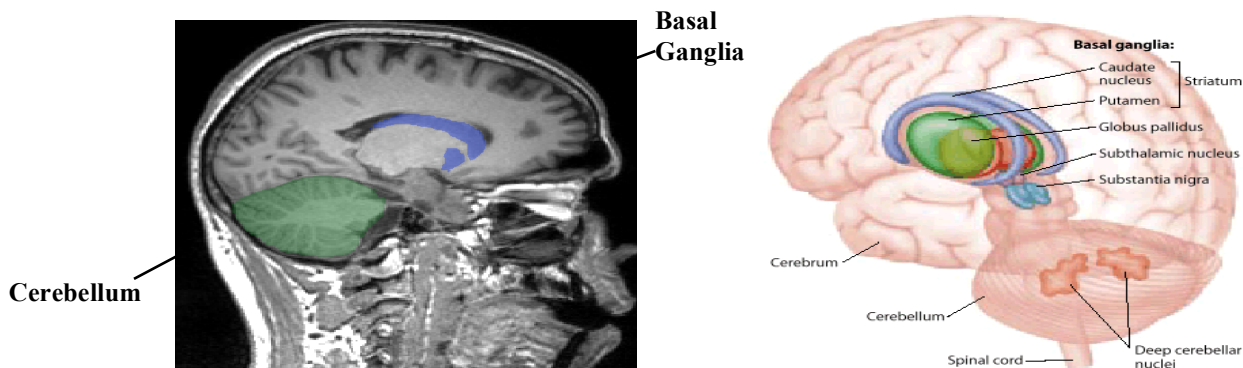 Basal
Ganglia
Cerebellum
Basal ganglia:
Caudate
nucleus
Striatum
Putamen
Globus pallidus
Subthalamic nucleus
Substantia nigra
Cerebrum
Cerebellum
Spinal cord
Deep cerebellar
nuclei